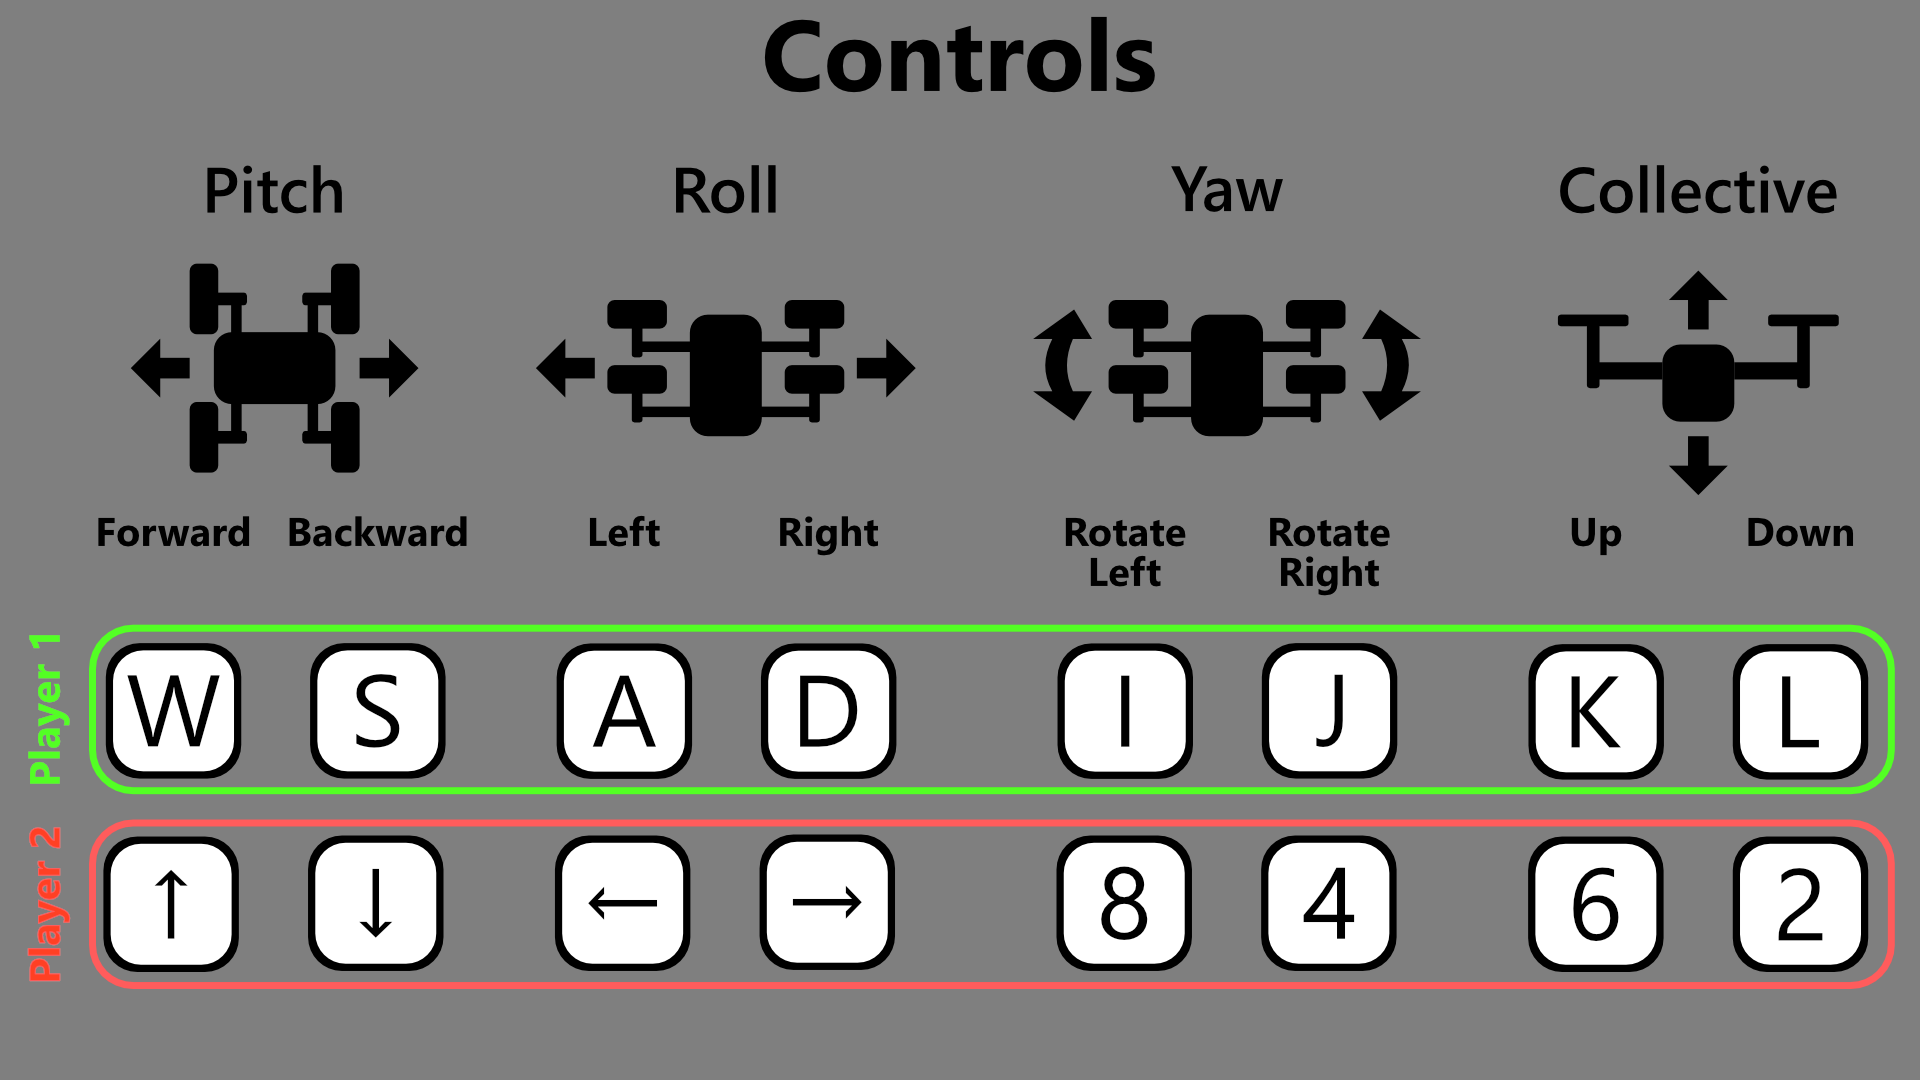 Controls
Pitch Roll Yaw Collective
Forward Backward Left Right Rotate Left Rotate Right Up Down
Player 1
W S A D I J K L
Player 2
↑ ↓ ← → 8 4 6 2